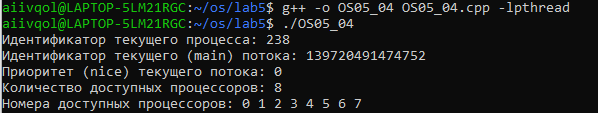 aiivqol@LAPTOP-5LM21RGC:~/os/lab5$ g++ -o OS05_04 OS05_04.cpp -lpthread
aiivqol@LAPTOP-5LM21RGC:~/os/lab5$ ./OS05_04
Идентификатор текущего процесса: 238
Идентификатор текущего (main) потока: 139720491474752
Приоритет (nice) текущего потока: 0
Количество доступных процессоров: 8
Номера доступных процессоров: 0 1 2 3 4 5 6 7